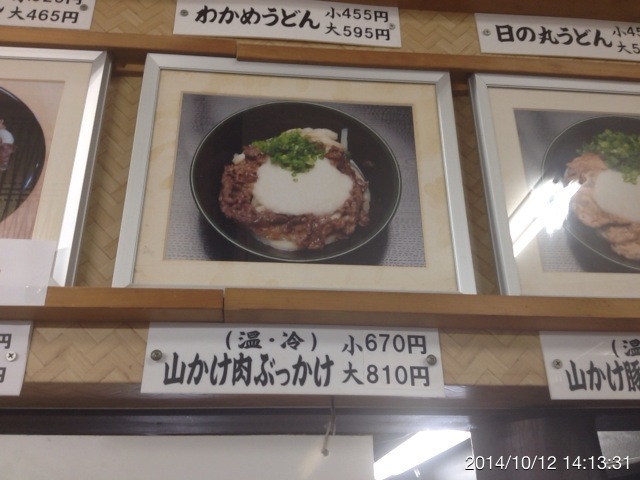 大465円
わかめうどん 小455円
大595円
日の丸うどん
(温・冷) 小670円
山かけ肉ぶっかけ 大810円
山かけ豚
2014/10/12 14:13:31